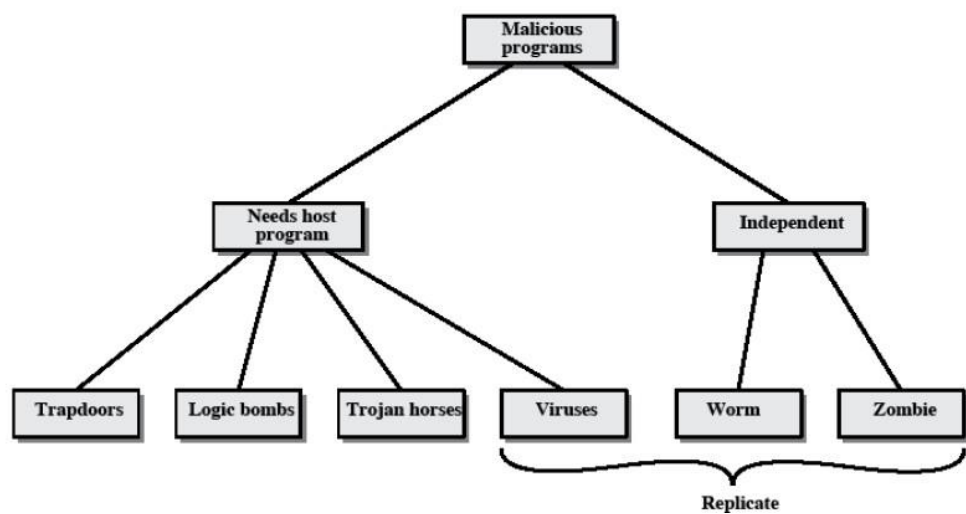 Malicious
programs
Needs host
program
Independent
Trapdoors
Logic bombs
Trojan horses
Viruses
Worm
Zombie
Replicate